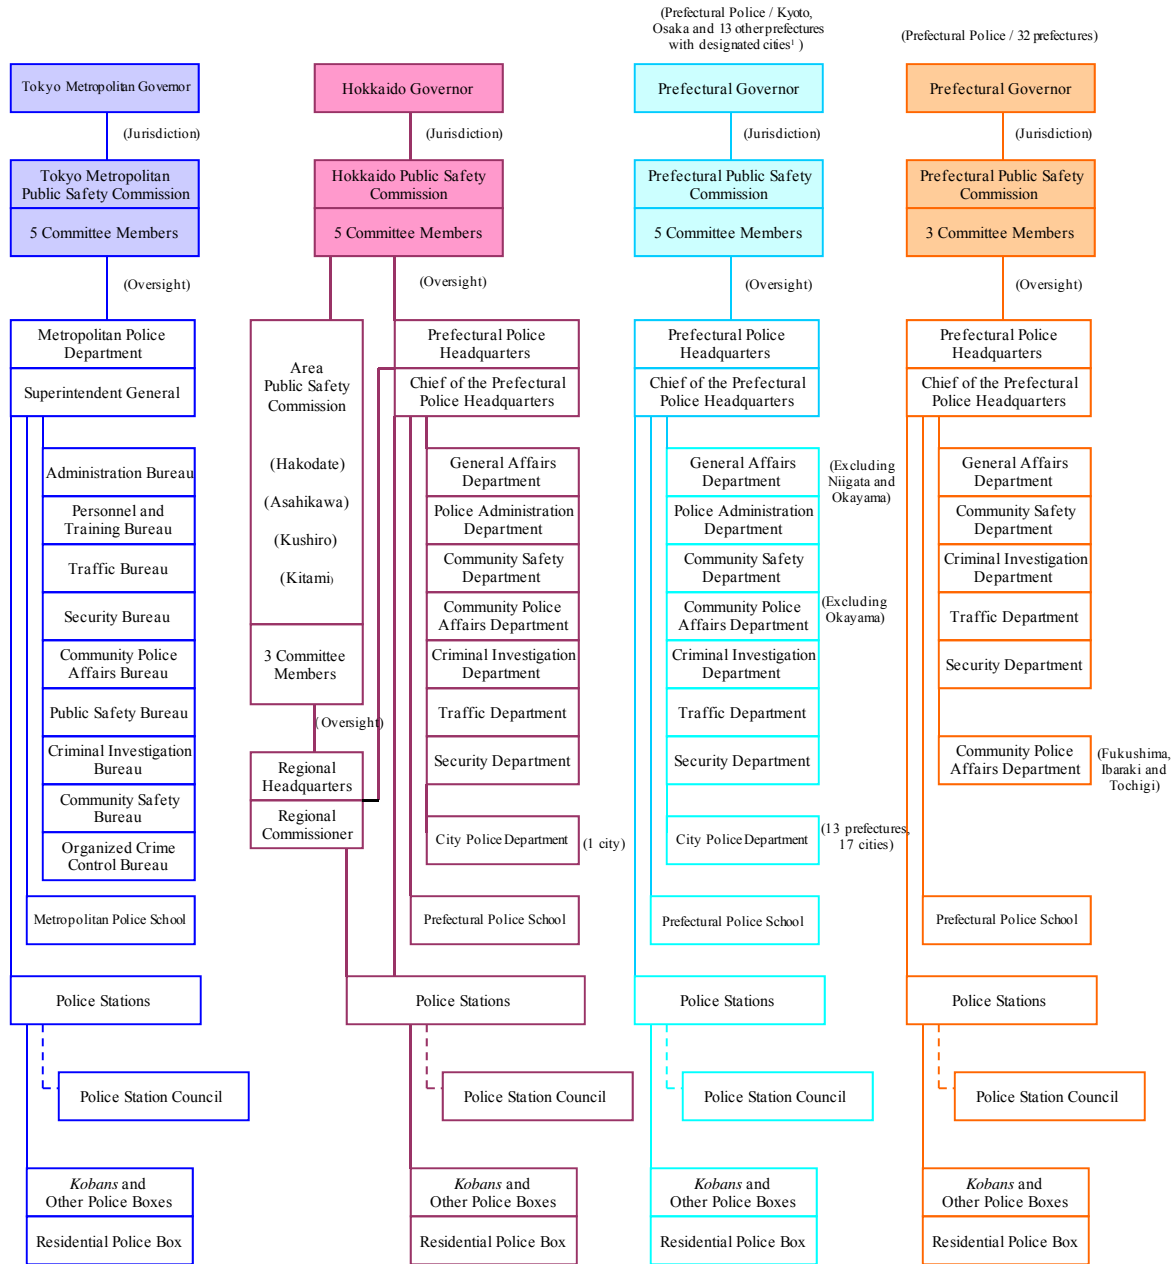 Tokyo Metropolitan Governor
(Jurisdiction)
Tokyo Metropolitan
Public Safety Commission
5 Committee Members
(Oversight)
Metropolitan Police
Department
Superintendent General
Administration Bureau
Personnel and
Training Bureau
Traffic Bureau
Security Bureau
Community Police
Affairs Bureau
Public Safety Bureau
Criminal Investigation
Bureau
Community Safety
Bureau
Organized Crime
Control Bureau
Metropolitan Police School
Police Stations
Police Station Council
Kobans and
Other Police Boxes
Residential Police Box
Hokkaido Governor
(Jurisdiction)
Hokkaido Public Safety
Commission
5 Committee Members
(Oversight)
Area
Public Safety
Commission
(Hakodate)
(Asahikawa)
(Kushiro)
(Kitami)
3 Committee
Members
(Oversight)
Regional
Headquarters
Regional
Commissioner
Prefectural Police
Headquarters
Chief of the Prefectural
Police Headquarters
General Affairs
Department
Police Administration
Department
Community Safety
Department
Community Police
Affairs Department
Criminal Investigation
Department
Traffic Department
Security Department
City Police Department
(1 city)
Prefectural Police School
Police Stations
Police Station Council
Kobans and
Other Police Boxes
Residential Police Box
(Prefectural Police / Kyoto,
Osaka and 13 other prefectures
with designated cities¹ )
Prefectural Governor
(Jurisdiction)
Prefectural Public Safety
Commission
5 Committee Members
(Oversight)
Prefectural Police
Headquarters
Chief of the Prefectural
Police Headquarters
General Affairs
Department
(Excluding
Niigata and
Okayama)
Police Administration
Department
Community Safety
Department
Community Police
Affairs Department
(Excluding
Okayama)
Criminal Investigation
Department
Traffic Department
Security Department
City Police Department
(13 prefectures,
17 cities)
Prefectural Police School
Police Stations
Police Station Council
Kobans and
Other Police Boxes
Residential Police Box
(Prefectural Police / 32 prefectures)
Prefectural Governor
(Jurisdiction)
Prefectural Public Safety
Commission
3 Committee Members
(Oversight)
Prefectural Police
Headquarters
Chief of the Prefectural
Police Headquarters
General Affairs
Department
Community Safety
Department
Criminal Investigation
Department
Traffic Department
Security Department
Community Police
Affairs Department
(Fukushima,
Ibaraki and
Tochigi)
Prefectural Police School
Police Stations
Police Station Council
Kobans and
Other Police Boxes
Residential Police Box